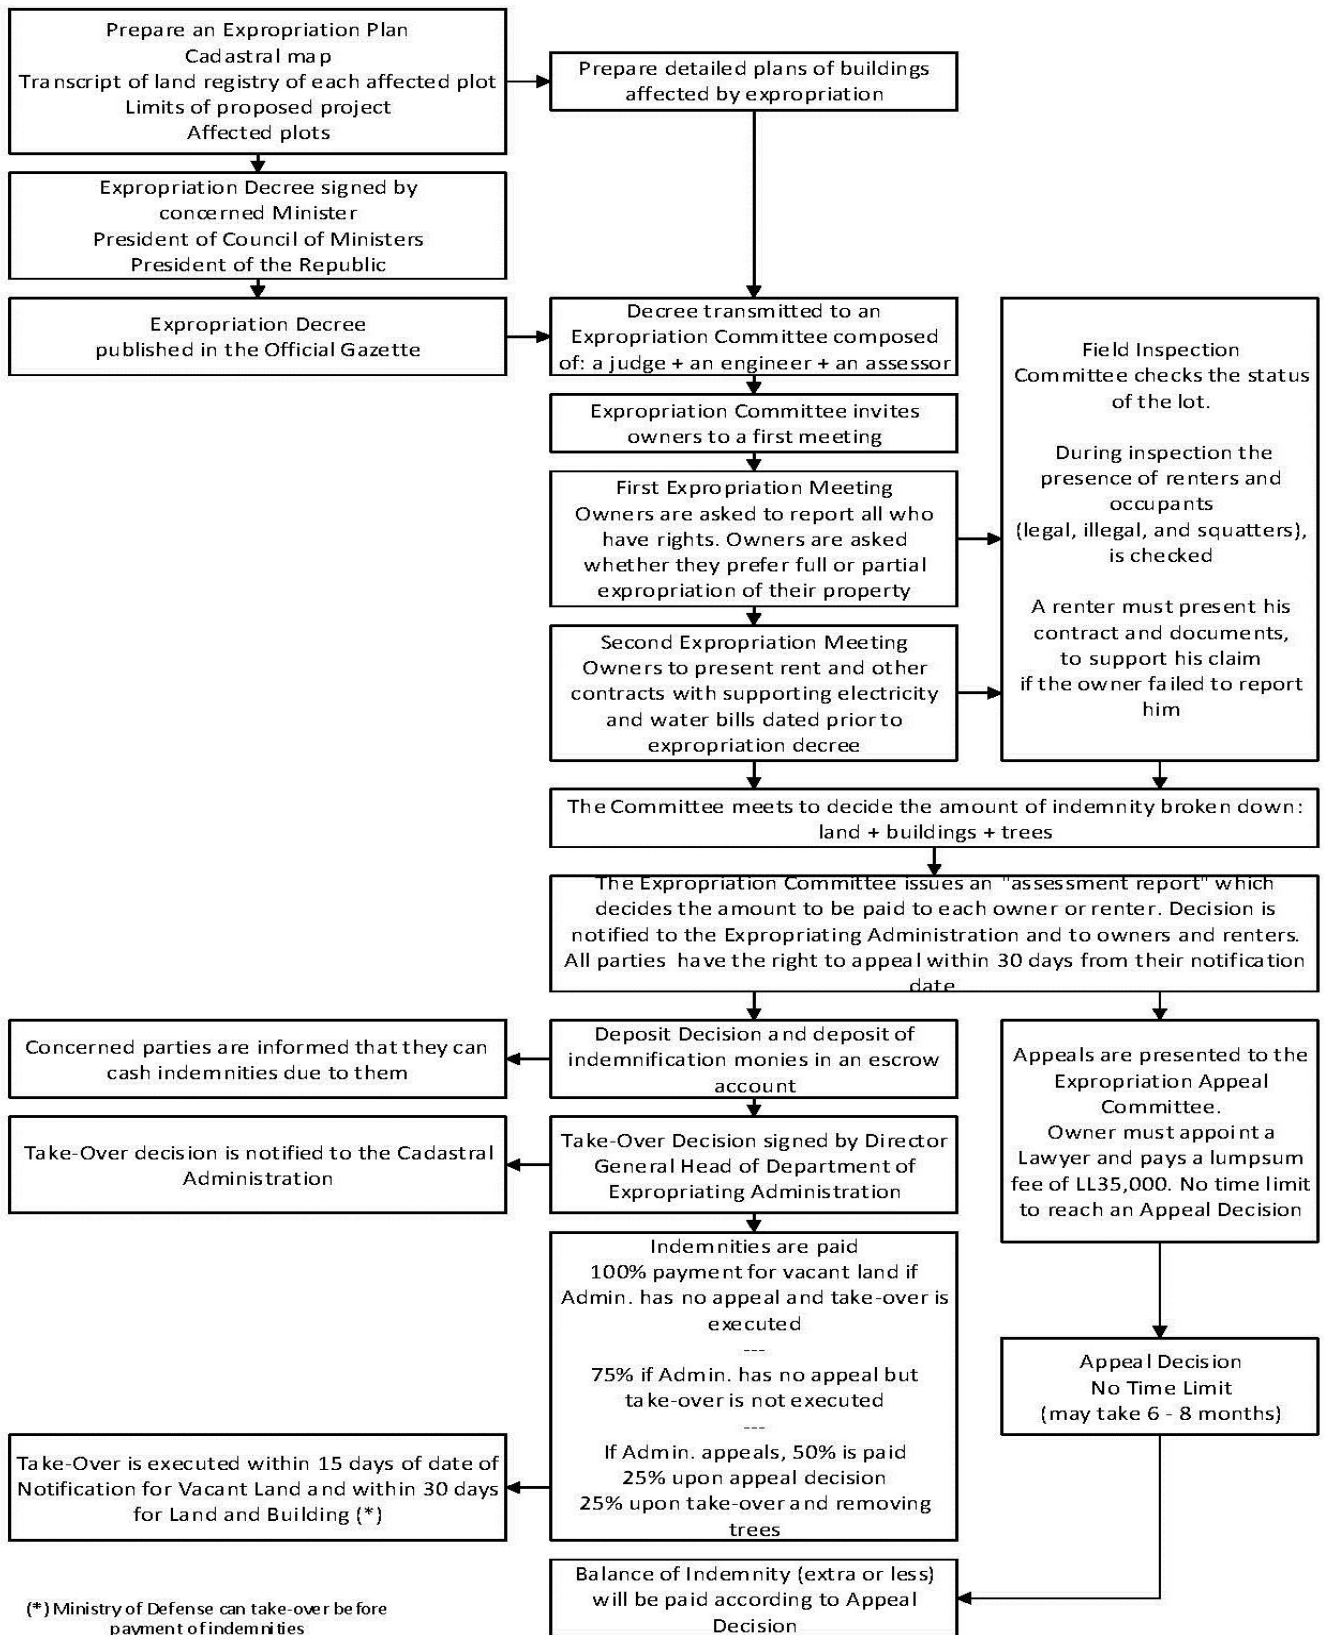 Prepare an Expropriation Plan
Cadastral map
Transcript of land registry of each affected plot
Limits of proposed project
Affected plots
Prepare detailed plans of buildings
affected by expropriation
Expropriation Decree signed by
concerned Minister
President of Council of Ministers
President of the Republic
Expropriation Decree
published in the Official Gazette
Decree transmitted to an
Expropriation Committee composed
of: a judge + an engineer + an assessor
Expropriation Committee invites
owners to a first meeting
First Expropriation Meeting
Owners are asked to report all who
have rights. Owners are asked
whether they prefer full or partial
expropriation of their property
Second Expropriation Meeting
Owners to present rent and other
contracts with supporting electricity
and water bills dated prior to
expropriation decree
Field Inspection
Committee checks the status
of the lot.
During inspection the
presence of renters and
occupants
(legal, illegal, and squatters),
is checked
A renter must present his
contract and documents,
to support his claim
if the owner failed to report
him
The Committee meets to decide the amount of indemnity broken down:
land + buildings + trees
The Expropriation Committee issues an "assessment report" which
decides the amount to be paid to each owner or renter. Decision is
notified to the Expropriating Administration and to owners and renters.
All parties have the right to appeal within 30 days from their notification
date
Deposit Decision and deposit of
indemnification monies in an escrow
account
Concerned parties are informed that they can
cash indemnities due to them
Take-Over Decision signed by Director
General Head of Department of
Expropriating Administration
Take-Over decision is notified to the Cadastral
Administration
Appeals are presented to the
Expropriation Appeal
Committee.
Owner must appoint a
Lawyer and pays a lumpsum
fee of LL35,000. No time limit
to reach an Appeal Decision
Indemnities are paid
100% payment for vacant land if
Admin. has no appeal and take-over is
executed
---
75% if Admin. has no appeal but
take-over is not executed
---
If Admin. appeals, 50% is paid
25% upon appeal decision
25% upon take-over and removing
trees
Appeal Decision
No Time Limit
(may take 6 - 8 months)
Take-Over is executed within 15 days of date of
Notification for Vacant Land and within 30 days
for Land and Building (*)
Balance of Indemnity (extra or less)
will be paid according to Appeal
Decision
(*) Ministry of Defense can take-over before
payment of indemnities